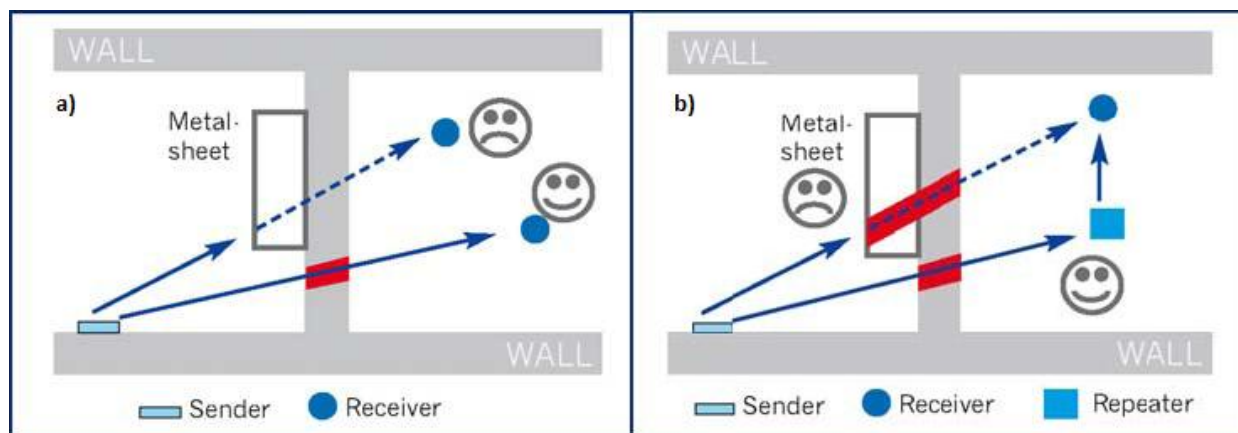 WALL
a)
Metal-
sheet
WALL
Sender
Receiver
WALL
b)
Metal-
sheet
WALL
Sender
Receiver
Repeater